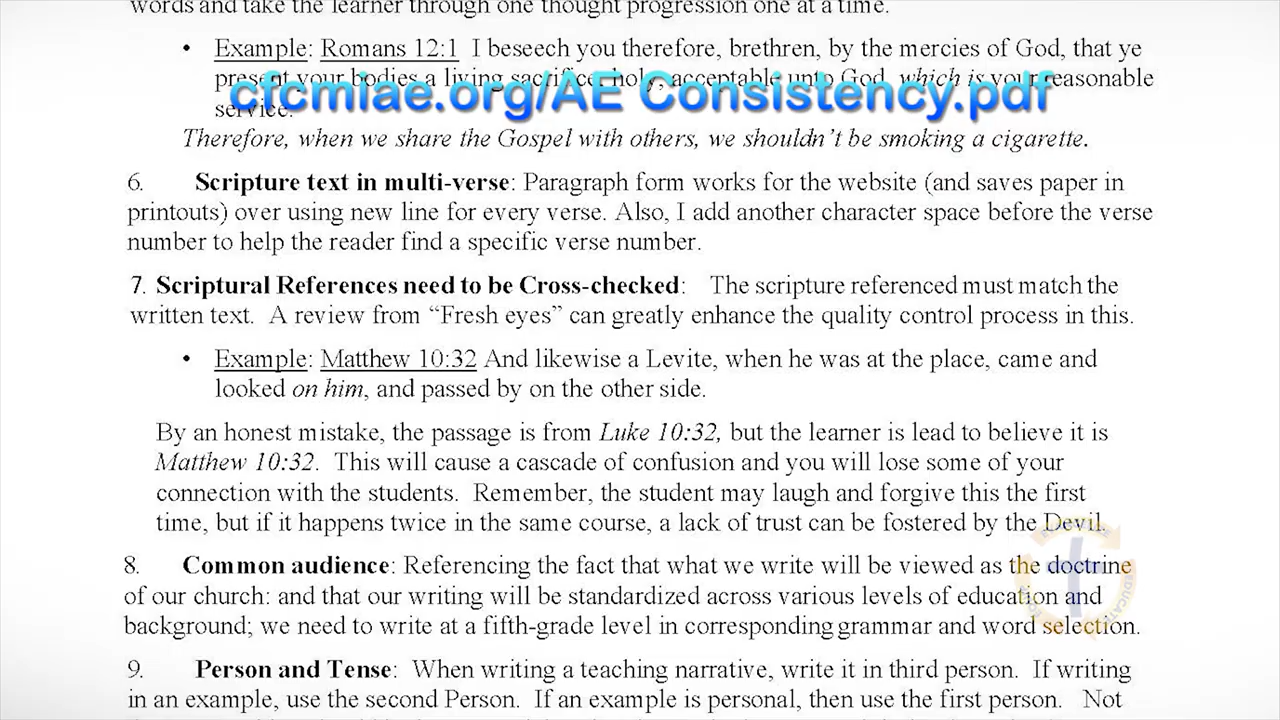 words and take the learner through one thought progression one at a time.
• Example: Romans 12:1 I beseech you therefore, brethren, by the mercies of God, that ye
present your bodies a living sacrifice, holy, acceptable unto God, which is your reasonable
cfcmiae.org/AE Consistency.pdf
service.
Therefore, when we share the Gospel with others, we shouldn't be smoking a cigarette.
6. Scripture text in multi-verse: Paragraph form works for the website (and saves paper in
printouts) over using new line for every verse. Also, I add another character space before the verse
number to help the reader find a specific verse number.
7. Scriptural References need to be Cross-checked: The scripture referenced must match the
written text. A review from “Fresh eyes” can greatly enhance the quality control process in this.
• Example: Matthew 10:32 And likewise a Levite, when he was at the place, came and
looked on him, and passed by on the other side.
By an honest mistake, the passage is from Luke 10:32, but the learner is lead to believe it is
Matthew 10:32. This will cause a cascade of confusion and you will lose some of your
connection with the students. Remember, the student may laugh and forgive this the first
time, but if it happens twice in the same course, a lack of trust can be fostered by the Devil.
8. Common audience: Referencing the fact that what we write will be viewed as the doctrine
of our church: and that our writing will be standardized across various levels of education and
background; we need to write at a fifth-grade level in corresponding grammar and word selection.
9. Person and Tense: When writing a teaching narrative, write it in third person. If writing
in an example, use the second Person. If an example is personal, then use the first person. Not